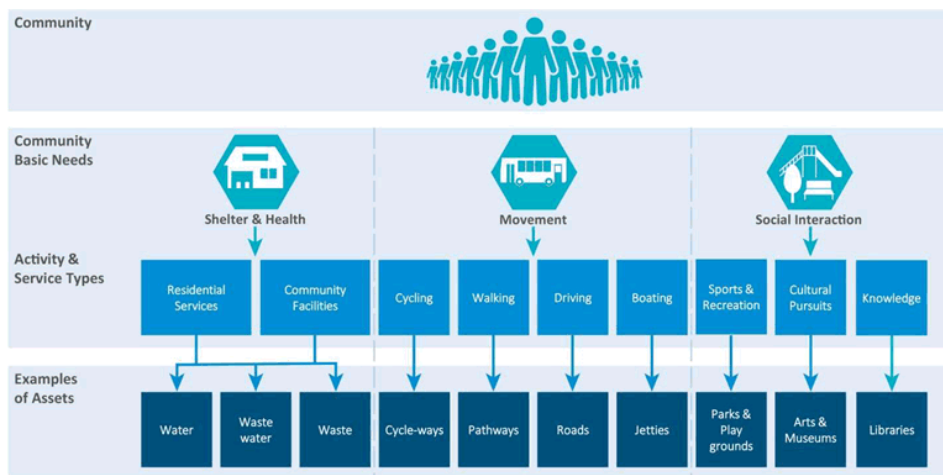 Community
Community
Basic Needs
Shelter & Health
Movement
Social Interaction
Activity &
Service Types
Residential
Services
Community
Facilities
Cycling
Walking
Driving
Boating
Sports &
Recreation
Cultural
Pursuits
Knowledge
Examples
of Assets
Water
Waste
water
Waste
Cycle-ways
Pathways
Roads
Jetties
Parks &
Play
grounds
Arts &
Museums
Libraries